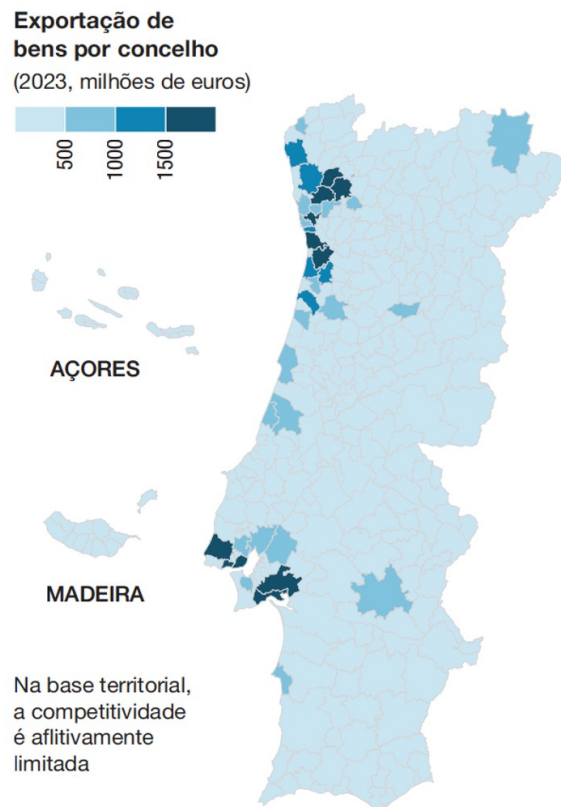 Exportação de
bens por concelho
(2023, milhões de euros)
500
1000
1500
AÇORES
MADEIRA
Na base territorial,
a competitividade
é aflitivamente
limitada